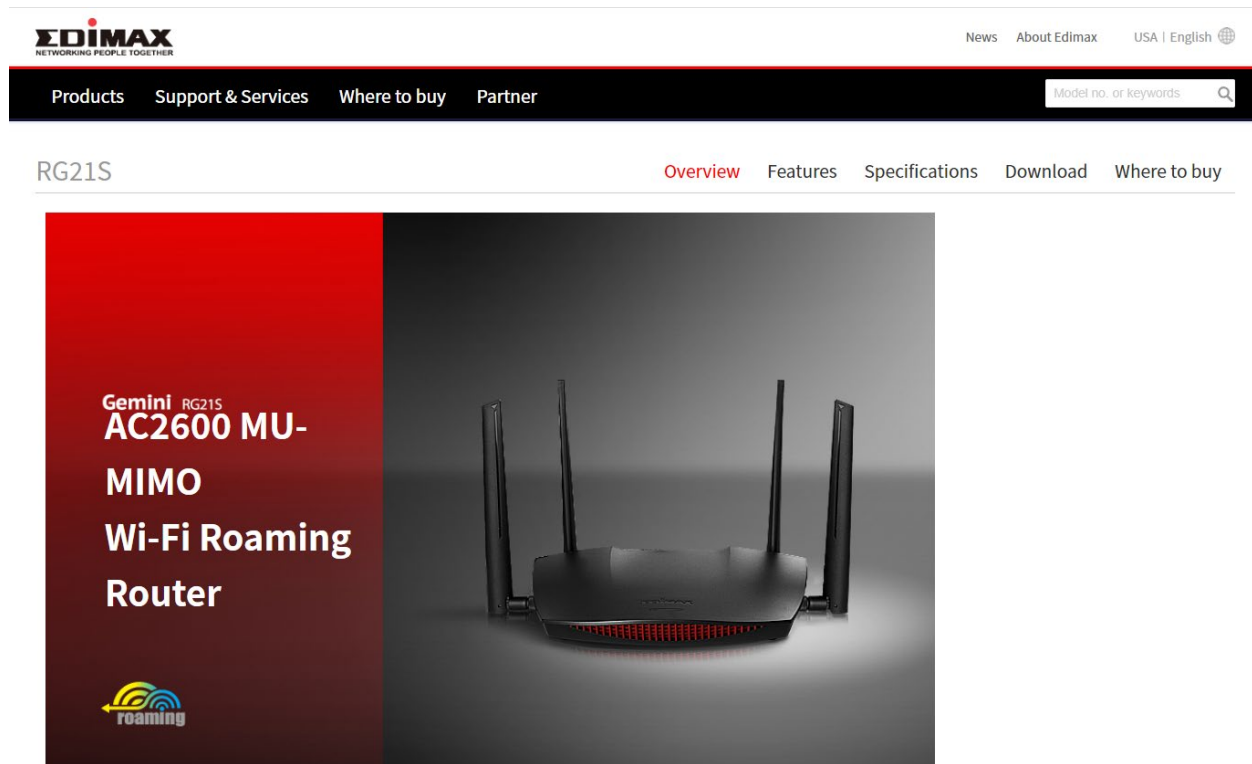 EDIMAX
NETWORKING PEOPLE TOGETHER
News About Edimax USA | English
Products Support & Services Where to buy Partner
Model no. or keywords
RG21S
Overview Features Specifications Download Where to buy
Gemini RG21S
AC2600 MU-
MIMO
Wi-Fi Roaming
Router
EDIMAX
roaming